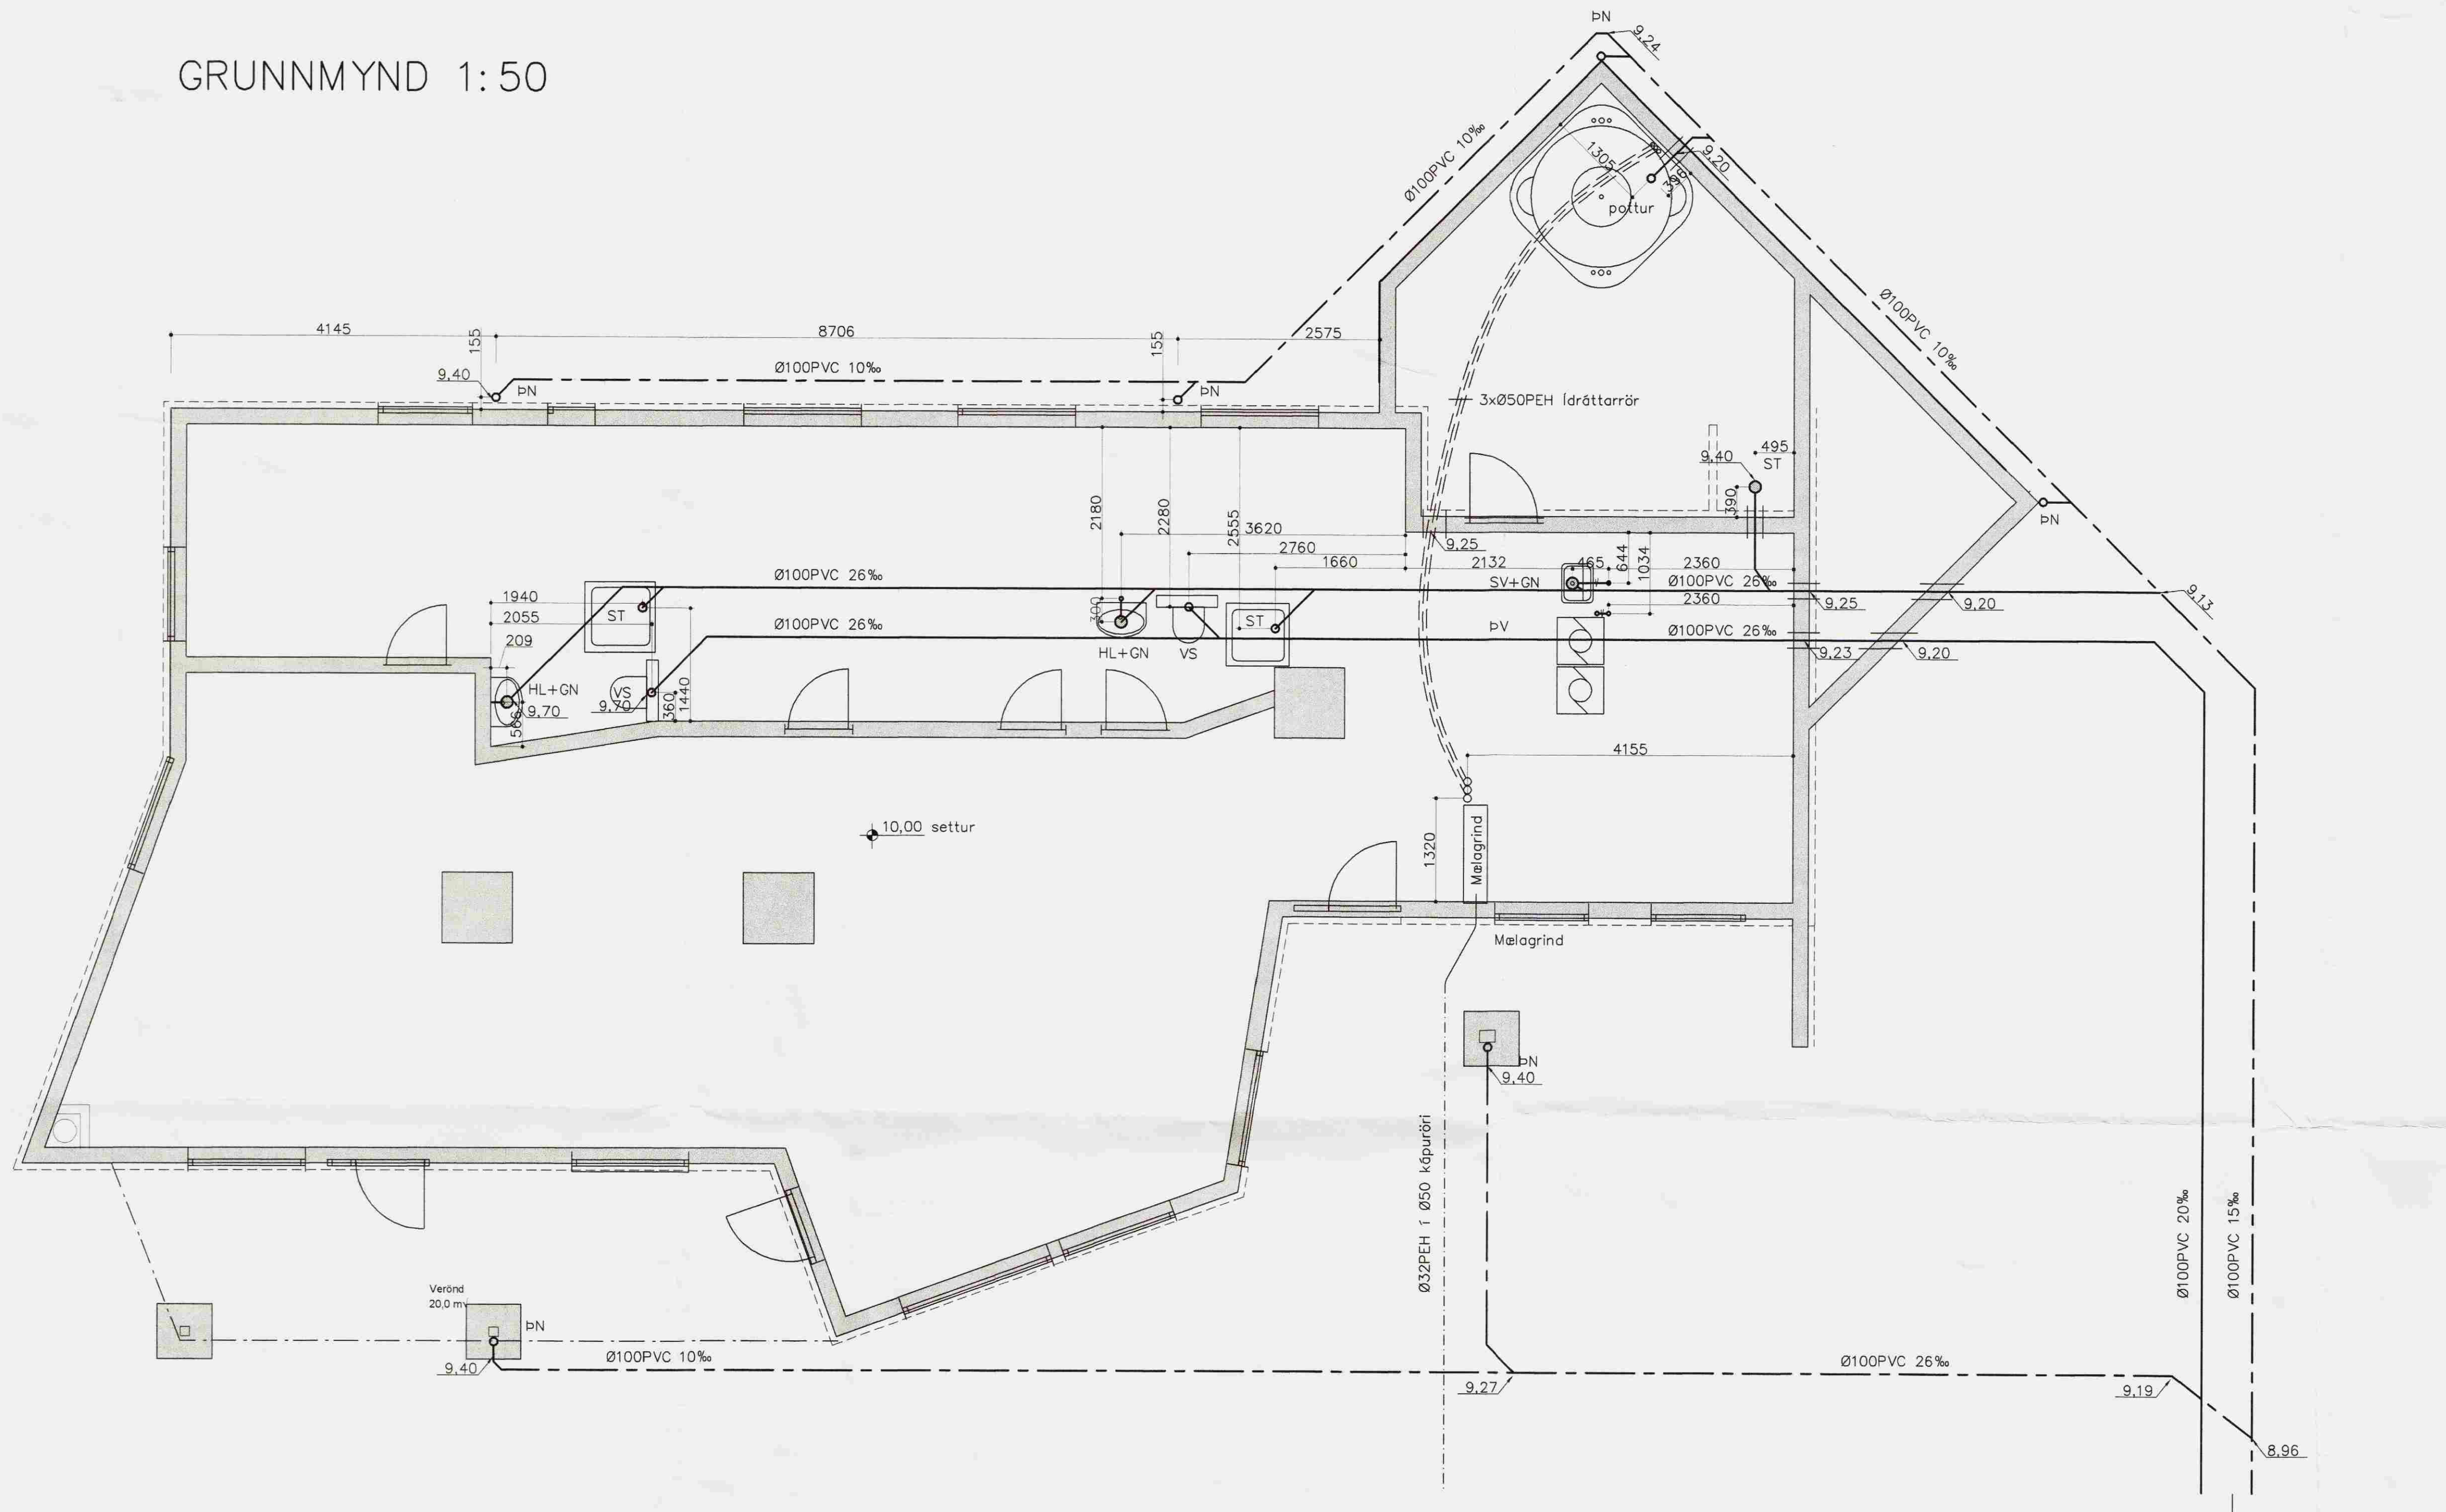 ÞN
9,24
GRUNNMYND 1:50
Ø100PVC 10‰
1305
9,20
pottur
Ø100PVC 10‰
4145
155
8706
155
2575
Ø100PVC 10‰
9,40
ÞN
ÞN
3xØ50PEH Ídráttarrör
495
9,40
ST
390
ÞN
2180
2280
2555
3620
9,25
2760
644
1034
1660
2132
465
2360
Ø100PVC 26‰
SV+GN
Ø100PVC 26‰
1940
300
2360
9,25
9,20
9,13
2055
ST
Ø100PVC 26‰
ST
ÞV
Ø100PVC 26‰
209
HL+GN
VS
9,23
9,20
HL+GN
VS
9,70
9,70
360
1440
566
4155
10,00 settur
1320
Mælagrind
Mælagrind
ÞN
9,40
Ø32PEH í Ø50 kápuröri
Ø100PVC 20‰
Ø100PVC 15‰
Verönd
20,0 m
ÞN
9,40
Ø100PVC 10‰
Ø100PVC 26‰
9,27
9,19
8,96